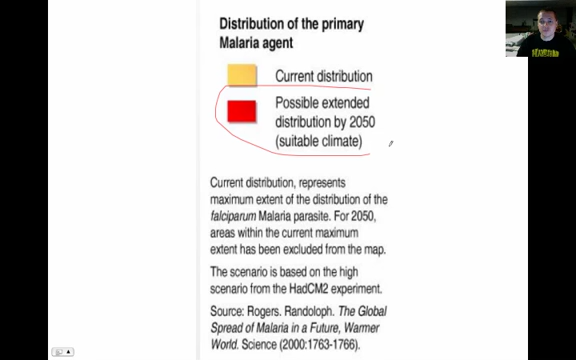 Distribution of the primary
Malaria agent
Current distribution
Possible extended
distribution by 2050
(suitable climate)
Current distribution, represents
maximum extent of the distribution of the
falciparum Malaria parasite. For 2050,
areas within the current maximum
extent has been excluded from the map.
The scenario is based on the high
scenario from the HadCM2 experiment.
Source: Rogers. Randoloph. The Global
Spread of Malaria in a Future, Warmer
World. Science (2000:1763-1766).